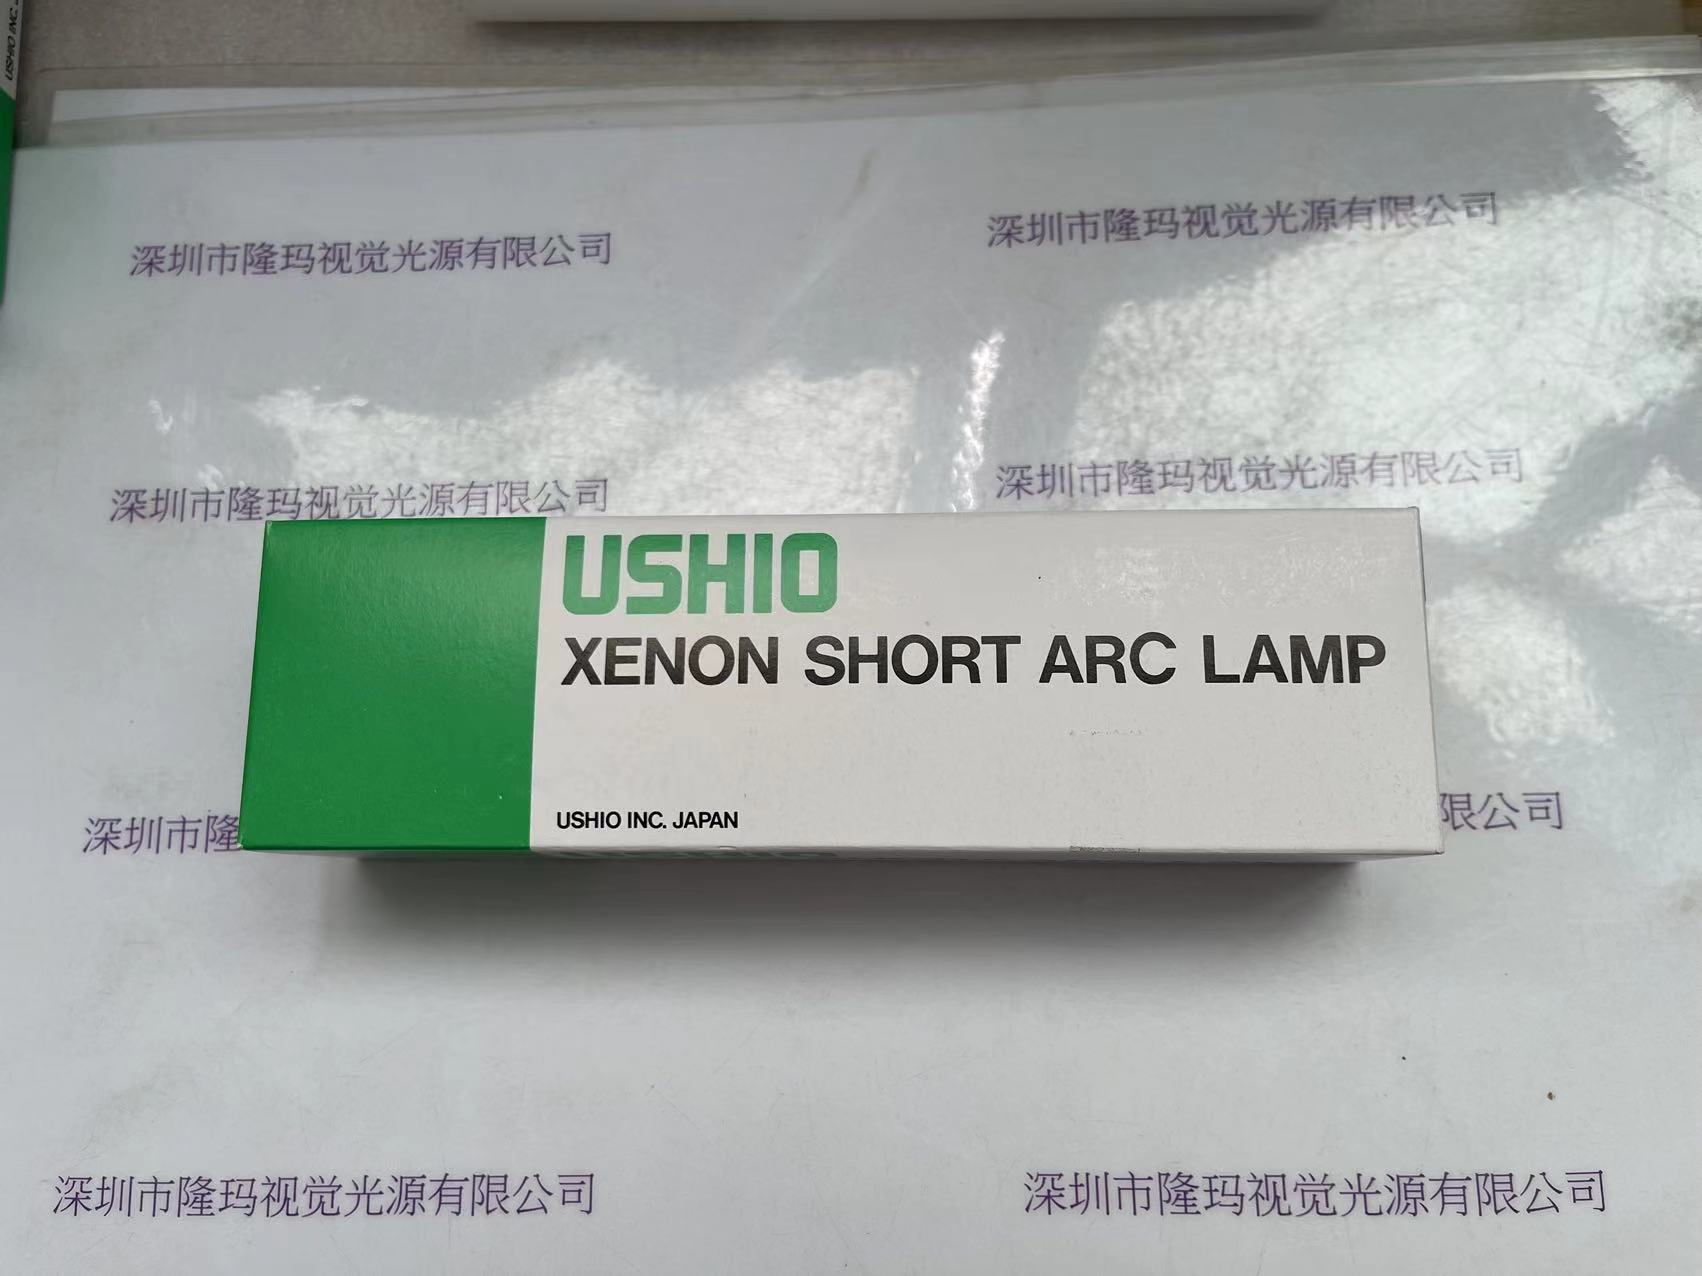 USHIO INC.
深圳市隆玛视觉光源有限公司
深圳市隆玛视觉光源有限公司
深圳市隆玛视觉光源有限公司
深圳市隆玛视觉光源有限公司
USHIO
XENON SHORT ARC LAMP
USHIO INC. JAPAN
深圳市隆
限公司
深圳市隆玛视觉光源有限公司
深圳市隆玛视觉光源有限公司